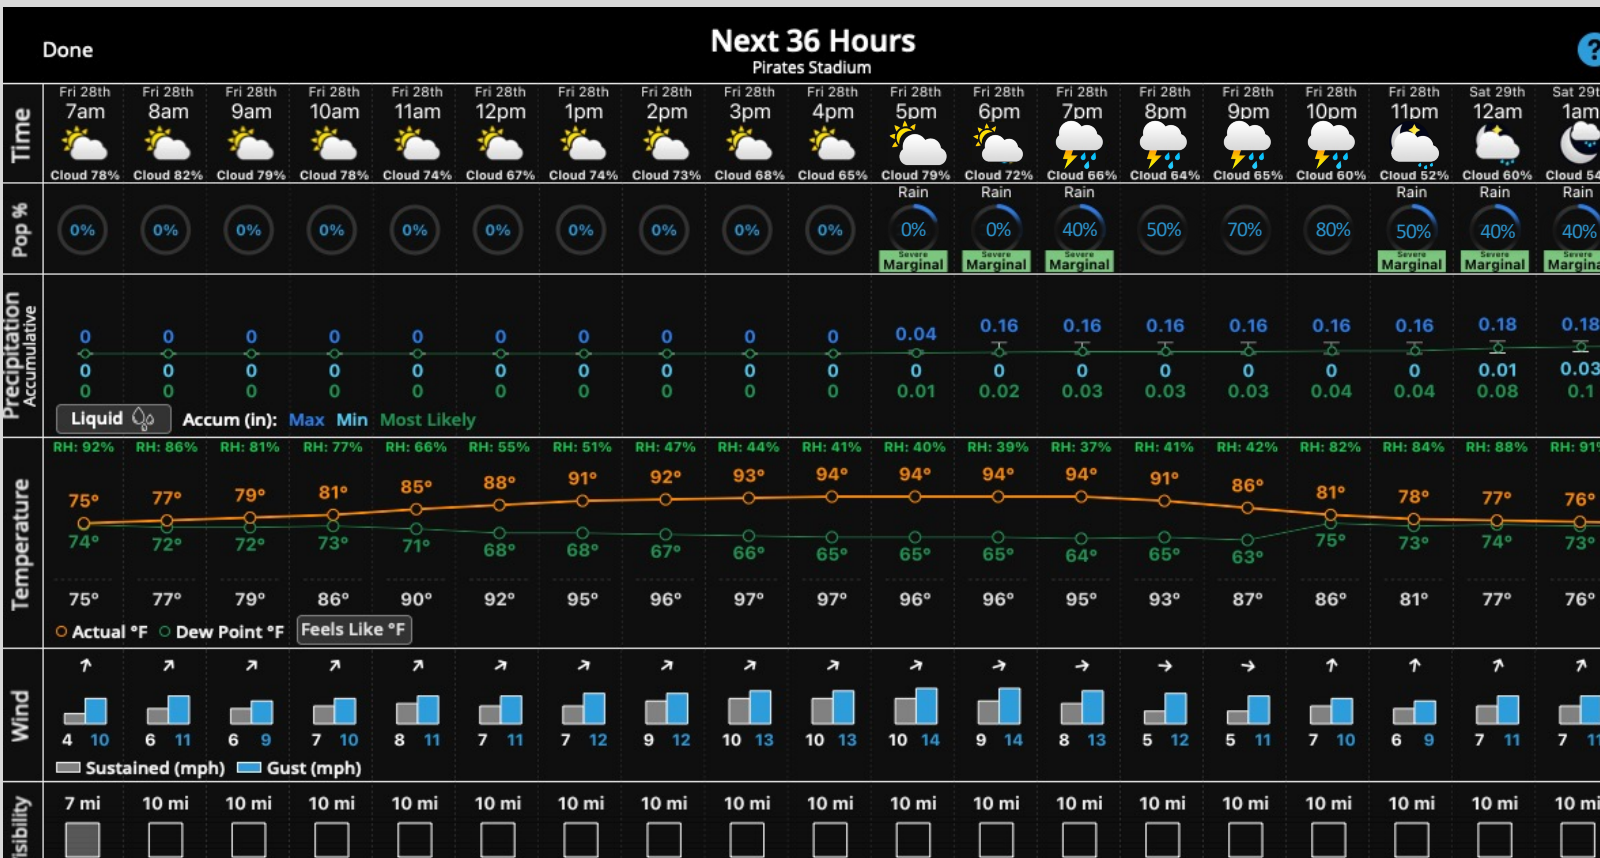 Done
Next 36 Hours
?
Pirates Stadium
Time
Fri 28th Fri 28th Fri 28th Fri 28th Fri 28th Fri 28th Fri 28th Fri 28th Fri 28th Fri 28th Fri 28th Fri 28th Fri 28th Fri 28th Fri 28th Fri 28th Fri 28th Sat 29th Sat 29t
7am 8am 9am 10am 11am 12pm 1pm 2pm 3pm 4pm 5pm 6pm 7pm 8pm 9pm 10pm 11pm 12am 1am
Cloud 78% Cloud 82% Cloud 79% Cloud 78% Cloud 74% Cloud 67% Cloud 74% Cloud 73% Cloud 68% Cloud 65% Cloud 79% Cloud 72% Cloud 66% Cloud 64% Cloud 65% Cloud 60% Cloud 52% Cloud 60% Cloud 54
Pop %
Rain Rain Rain Rain Rain Rain
0% 0% 0% 0% 0% 0% 0% 0% 0% 0% 0% 0% 40% 50% 70% 80% 50% 40% 40%
Severe Severe Severe Severe Severe Severe
Marginal Marginal Marginal Marginal Marginal Margina
Precipitation
Accumulative
0 0 0 0 0 0 0 0 0 0 0.04 0.16 0.16 0.16 0.16 0.16 0.16 0.18 0.18
0 0 0 0 0 0 0 0 0 0 0 0 0 0 0 0 0 0.01 0.03
0 0 0 0 0 0 0 0 0 0 0.01 0.02 0.03 0.03 0.03 0.04 0.04 0.08 0.1
Liquid Accum (in): Max Min Most Likely
Temperature
RH: 92% RH: 86% RH: 81% RH: 77% RH: 66% RH: 55% RH: 51% RH: 47% RH: 44% RH: 41% RH: 40% RH: 39% RH: 37% RH: 41% RH: 42% RH: 82% RH: 84% RH: 88% RH: 91%
75° 77° 79° 81° 85° 88° 91° 92° 93° 94° 94° 94° 94° 91° 86° 81° 78° 77° 76°
74° 72° 72° 73° 71° 68° 68° 67° 66° 65° 65° 65° 64° 65° 63° 75° 73° 74° 73°
75° 77° 79° 86° 90° 92° 95° 96° 97° 97° 96° 96° 95° 93° 87° 86° 81° 77° 76°
Actual °F Dew Point °F Feels Like °F
Wind
4 10 6 11 6 9 7 10 8 11 7 11 7 12 9 12 10 13 10 13 10 14 9 14 8 13 5 12 5 11 7 10 6 9 7 11 7 11
Sustained (mph) Gust (mph)
isibility
7 mi 10 mi 10 mi 10 mi 10 mi 10 mi 10 mi 10 mi 10 mi 10 mi 10 mi 10 mi 10 mi 10 mi 10 mi 10 mi 10 mi 10 mi 10 mi